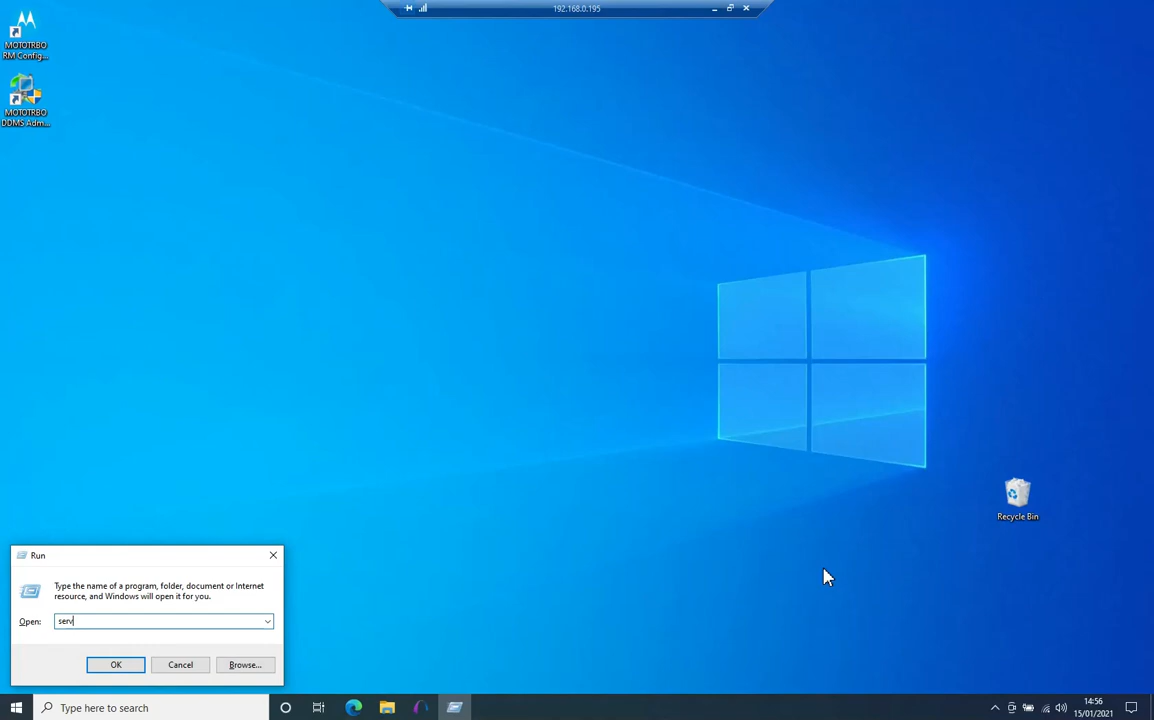 192.168.0.195
MOTOTRBO
RM Config...
MOTOTRBO
DDMS Adm...
Recycle Bin
Run
Type the name of a program, folder, document or Internet
resource, and Windows will open it for you.
Open: serv
OK Cancel Browse...
Type here to search
14:56
15/01/2021